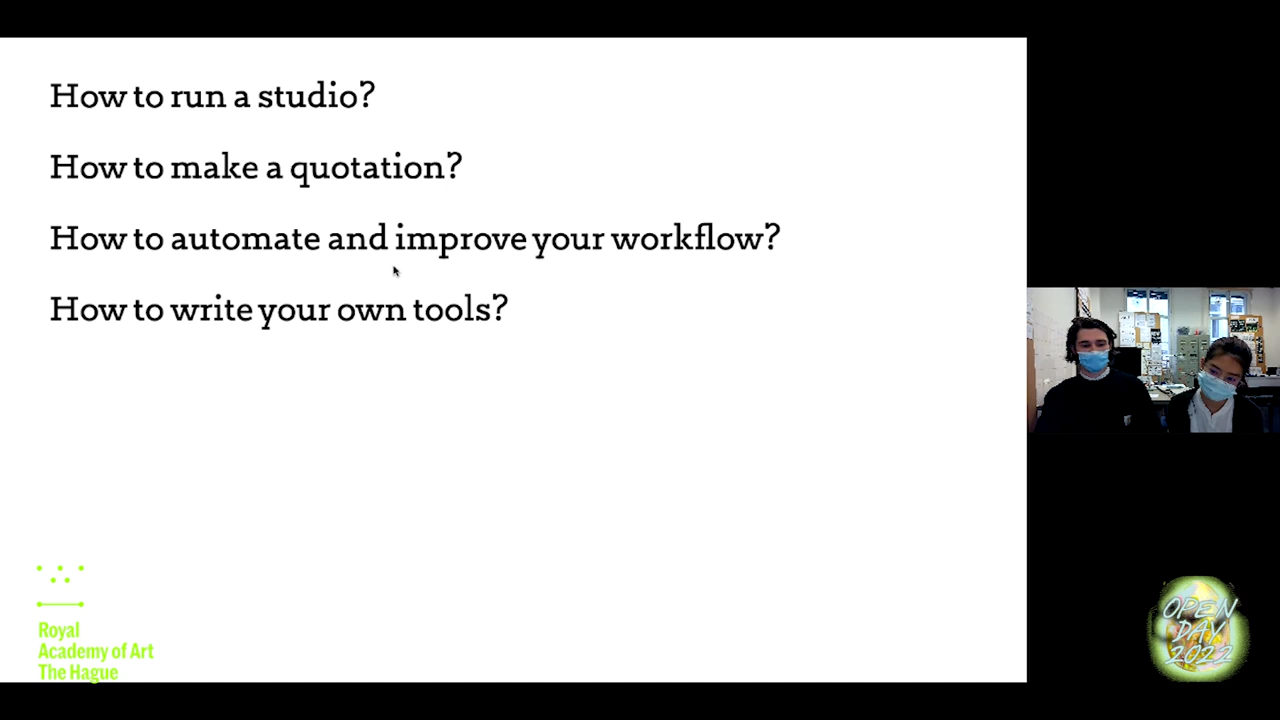 How to run a studio?
How to make a quotation?
How to automate and improve your workflow?
How to write your own tools?
Royal
Academy of Art
The Hague
OPEN
DAY
2022